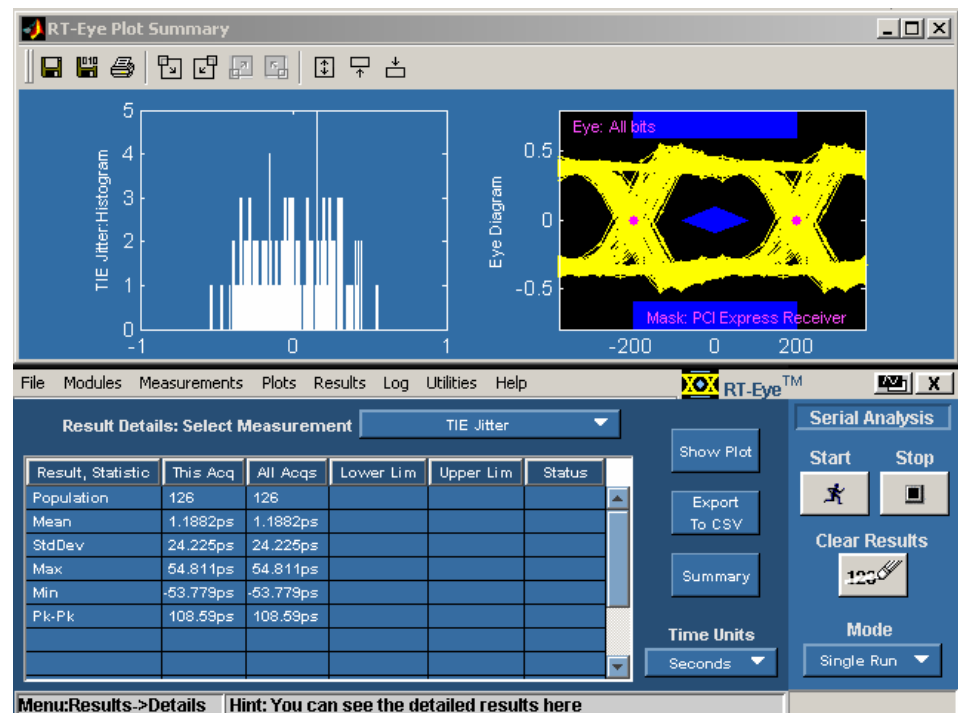 RT-Eye Plot Summary
5
4
3
2
1
0
-1 0 1
TIE Jitter:Histogram
Eye: All bits
0.5
0
-0.5
Eye Diagram
Mask: PCI Express Receiver
-200 0 200
File Modules Measurements Plots Results Log Utilities Help
RT-Eye™
X
Result Details: Select Measurement TIE Jitter
Result, Statistic This Acq All Acqs Lower Lim Upper Lim Status
Population 126 126
Mean 1.1882ps 1.1882ps
StdDev 24.225ps 24.225ps
Max 54.811ps 54.811ps
Min -53.779ps -53.779ps
Pk-Pk 108.59ps 108.59ps
Show Plot
Export
To CSV
Summary
Time Units
Seconds
Serial Analysis
Start Stop
Clear Results
123
Mode
Single Run
Menu:Results->Details Hint: You can see the detailed results here